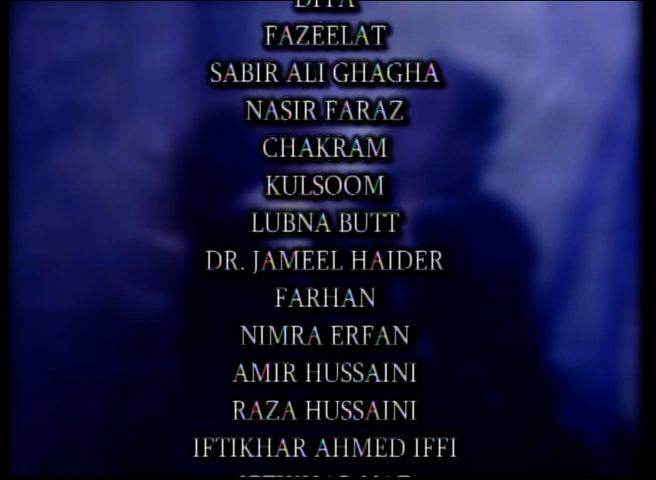 FAZEELAT
SABIR ALI GHAGHA
NASIR FARAZ
CHAKRAM
KULSOOM
LUBNA BUTT
DR. JAMEEL HAIDER
FARHAN
NIMRA ERFAN
AMIR HUSSAINI
RAZA HUSSAINI
IFTIKHAR AHMED IFFI